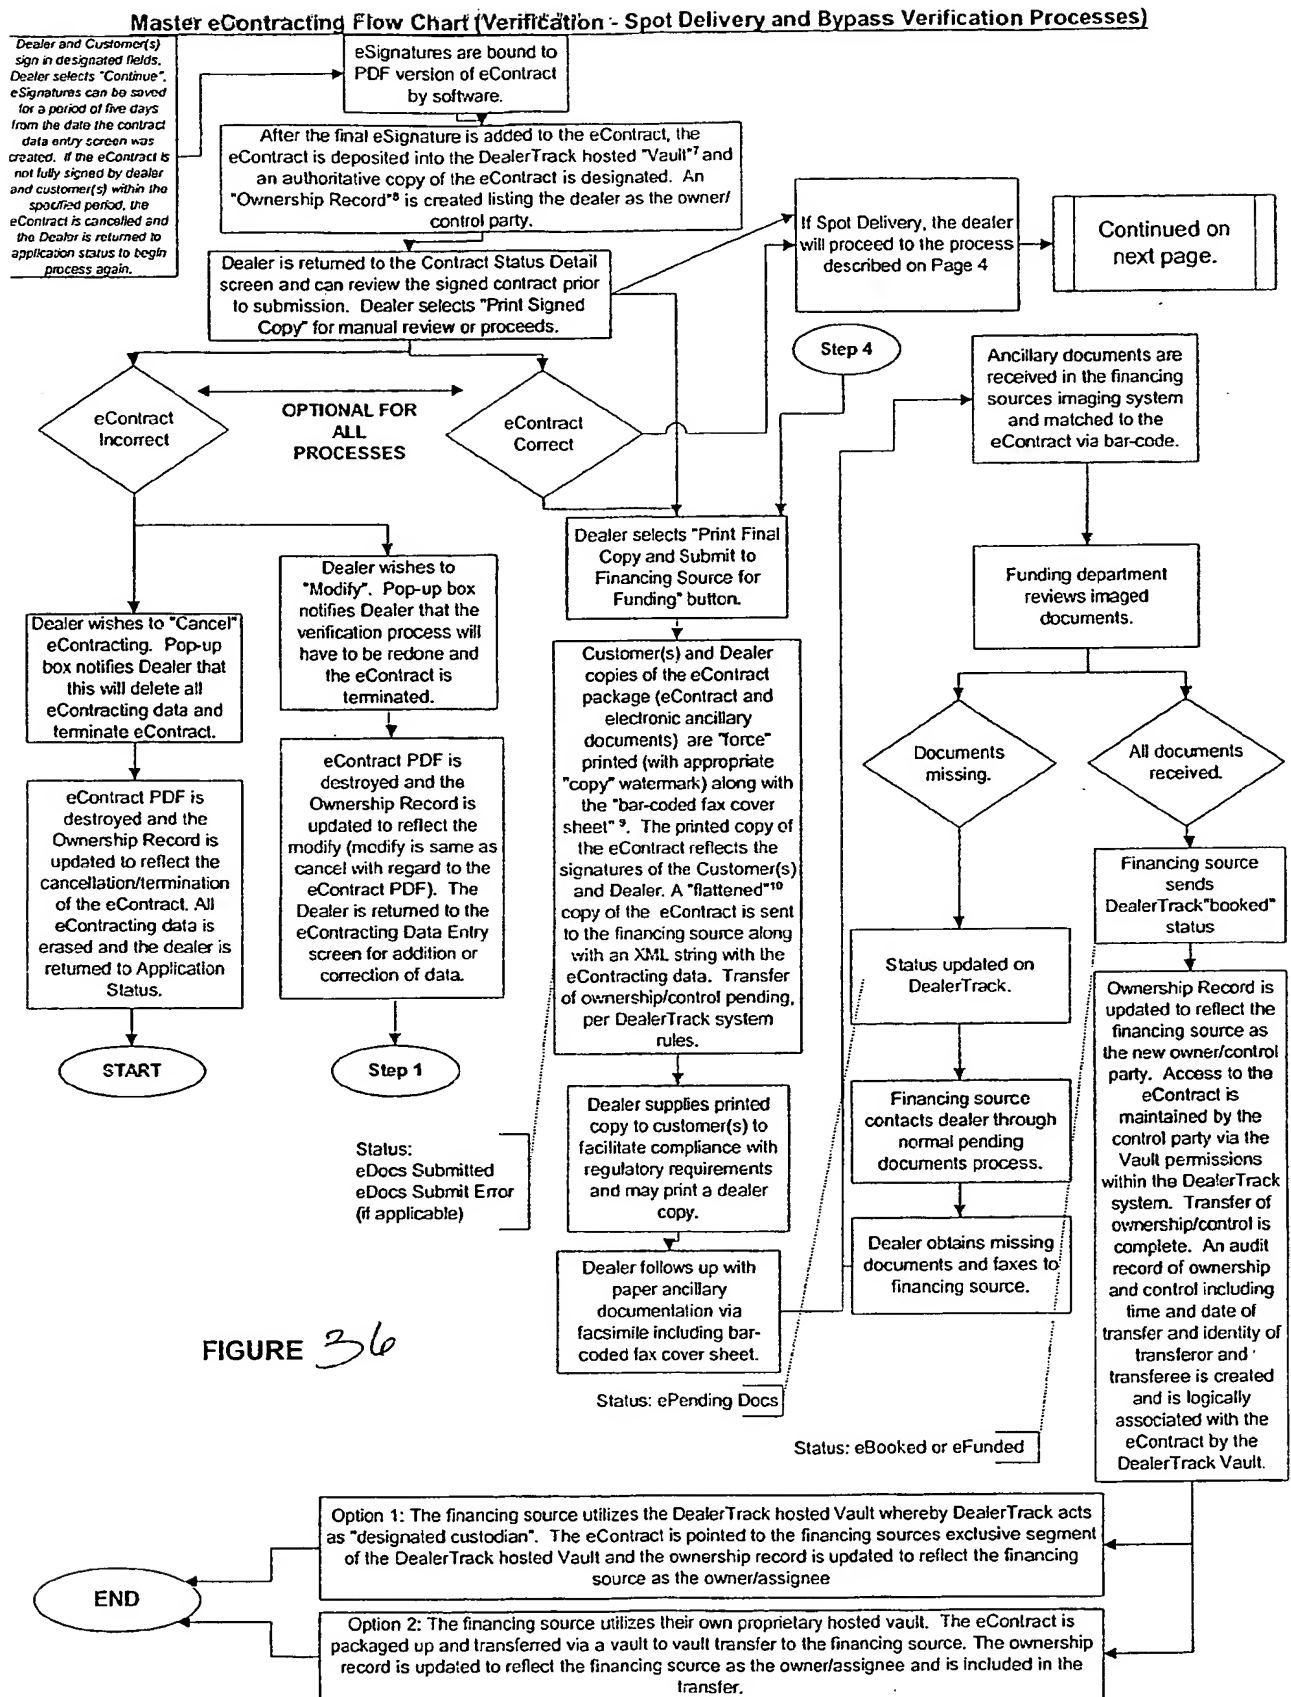 Master eContracting Flow Chart (Verification - Spot Delivery and Bypass Verification Processes)
Dealer and Customer(s)
sign in designated fields.
Dealer selects "Continue".
eSignatures can be saved
for a period of five days
from the date the contract
data entry screen was
created. If the eContract is
not fully signed by dealer
and customer(s) within the
specified period, the
eContract is cancelled and
the Dealer is returned to
application status to begin
process again.
eSignatures are bound to
PDF version of eContract
by software.
After the final eSignature is added to the eContract, the
eContract is deposited into the DealerTrack hosted "Vault"⁷ and
an authoritative copy of the eContract is designated. An
"Ownership Record"⁸ is created listing the dealer as the owner/
control party.
Dealer is returned to the Contract Status Detail
screen and can review the signed contract prior
to submission. Dealer selects "Print Signed
Copy" for manual review or proceeds.
If Spot Delivery, the dealer
will proceed to the process
described on Page 4
Continued on
next page.
Step 4
eContract
Incorrect
OPTIONAL FOR
ALL
PROCESSES
eContract
Correct
Ancillary documents are
received in the financing
sources imaging system
and matched to the
eContract via bar-code.
Dealer wishes to "Cancel"
eContracting. Pop-up
box notifies Dealer that
this will delete all
eContracting data and
terminate eContract.
Dealer wishes to
"Modify". Pop-up box
notifies Dealer that the
verification process will
have to be redone and
the eContract is
terminated.
Dealer selects "Print Final
Copy and Submit to
Financing Source for
Funding" button.
Funding department
reviews imaged
documents.
eContract PDF is
destroyed and the
Ownership Record is
updated to reflect the
cancellation/termination
of the eContract. All
eContracting data is
erased and the dealer is
returned to Application
Status.
eContract PDF is
destroyed and the
Ownership Record is
updated to reflect the
modify (modify is same as
cancel with regard to the
eContract PDF). The
Dealer is returned to the
eContracting Data Entry
screen for addition or
correction of data.
Customer(s) and Dealer
copies of the eContract
package (eContract and
electronic ancillary
documents) are "force"
printed (with appropriate
"copy" watermark) along with
the "bar-coded fax cover
sheet" ⁹. The printed copy of
the eContract reflects the
signatures of the Customer(s)
and Dealer. A "flattened"¹⁰
copy of the eContract is sent
to the financing source along
with an XML string with the
eContracting data. Transfer
of ownership/control pending,
per DealerTrack system
rules.
Documents
missing.
All documents
received.
START
Step 1
Status updated on
DealerTrack.
Financing source
sends
DealerTrack"booked"
status
Status:
eDocs Submitted
eDocs Submit Error
(if applicable)
Dealer supplies printed
copy to customer(s) to
facilitate compliance with
regulatory requirements
and may print a dealer
copy.
Financing source
contacts dealer through
normal pending
documents process.
Ownership Record is
updated to reflect the
financing source as
the new owner/control
party. Access to the
eContract is
maintained by the
control party via the
Vault permissions
within the DealerTrack
system. Transfer of
ownership/control is
complete. An audit
record of ownership
and control including
time and date of
transfer and identity of
transferor and
transferee is created
and is logically
associated with the
eContract by the
DealerTrack Vault.
Dealer follows up with
paper ancillary
documentation via
facsimile including bar-
coded fax cover sheet.
Dealer obtains missing
documents and faxes to
financing source.
FIGURE 36
Status: ePending Docs
Status: eBooked or eFunded
Option 1: The financing source utilizes the DealerTrack hosted Vault whereby DealerTrack acts
as "designated custodian". The eContract is pointed to the financing sources exclusive segment
of the DealerTrack hosted Vault and the ownership record is updated to reflect the financing
source as the owner/assignee
END
Option 2: The financing source utilizes their own proprietary hosted vault. The eContract is
packaged up and transferred via a vault to vault transfer to the financing source. The ownership
record is updated to reflect the financing source as the owner/assignee and is included in the
transfer.